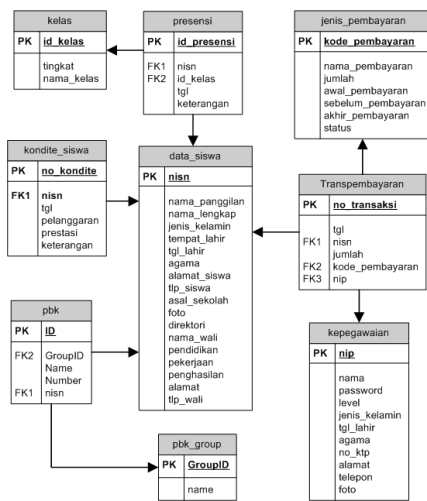 kelas
PK id_kelas
tingkat
nama_kelas
presensi
PK id_presensi
FK1 nisn
FK2 id_kelas
tgl
keterangan
jenis_pembayaran
PK kode_pembayaran
nama_pembayaran
jumlah
awal_pembayaran
sebelum_pembayaran
akhir_pembayaran
status
kondite_siswa
PK no_kondite
FK1 nisn
tgl
pelanggaran
prestasi
keterangan
data_siswa
PK nisn
nama_panggilan
nama_lengkap
jenis_kelamin
tempat_lahir
tgl_lahir
agama
alamat_siswa
tlp_siswa
asal_sekolah
foto
direktori
nama_wali
pendidikan
pekerjaan
penghasilan
alamat
tlp_wali
Transpembayaran
PK no_transaksi
tgl
FK1 nisn
jumlah
FK2 kode_pembayaran
FK3 nip
pbk
PK ID
FK2 GroupID
Name
Number
FK1 nisn
kepegawaian
PK nip
nama
password
level
jenis_kelamin
tgl_lahir
agama
no_ktp
alamat
telepon
foto
pbk_group
PK GroupID
name